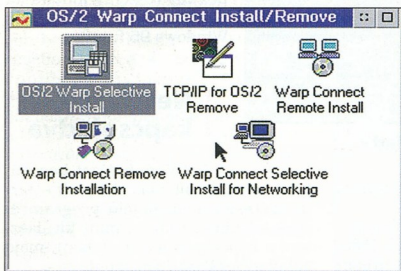 OS/2 Warp Connect Install/Remove
OS/2 Warp Selective
Install
TCP/IP for OS/2
Remove
Warp Connect
Remote Install
Warp Connect Remove
Installation
Warp Connect Selective
Install for Networking